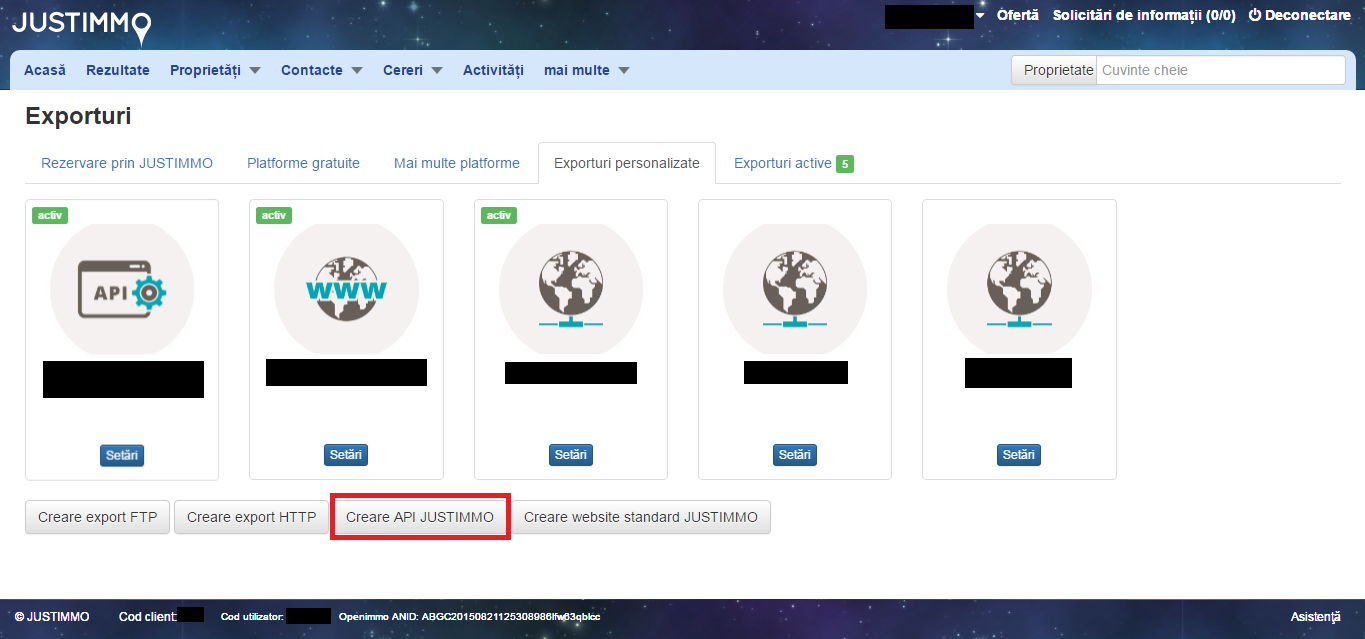 JUSTIMMO
Ofertă Solicitări de informații (0/0) Deconectare
Acasă Rezultate Proprietăți Contacte Cereri Activități mai multe Proprietate Cuvinte cheie
Exporturi
Rezervare prin JUSTIMMO Platforme gratuite Mai multe platforme Exporturi personalizate Exporturi active 5
activ activ activ
API WWW
Setări Setări Setări Setări Setări
Creare export FTP Creare export HTTP Creare API JUSTIMMO Creare website standard JUSTIMMO
© JUSTIMMO Cod client: Cod utilizator: Openimmo ANID: ABGC20150821125308986lfw63qblcc Asistență